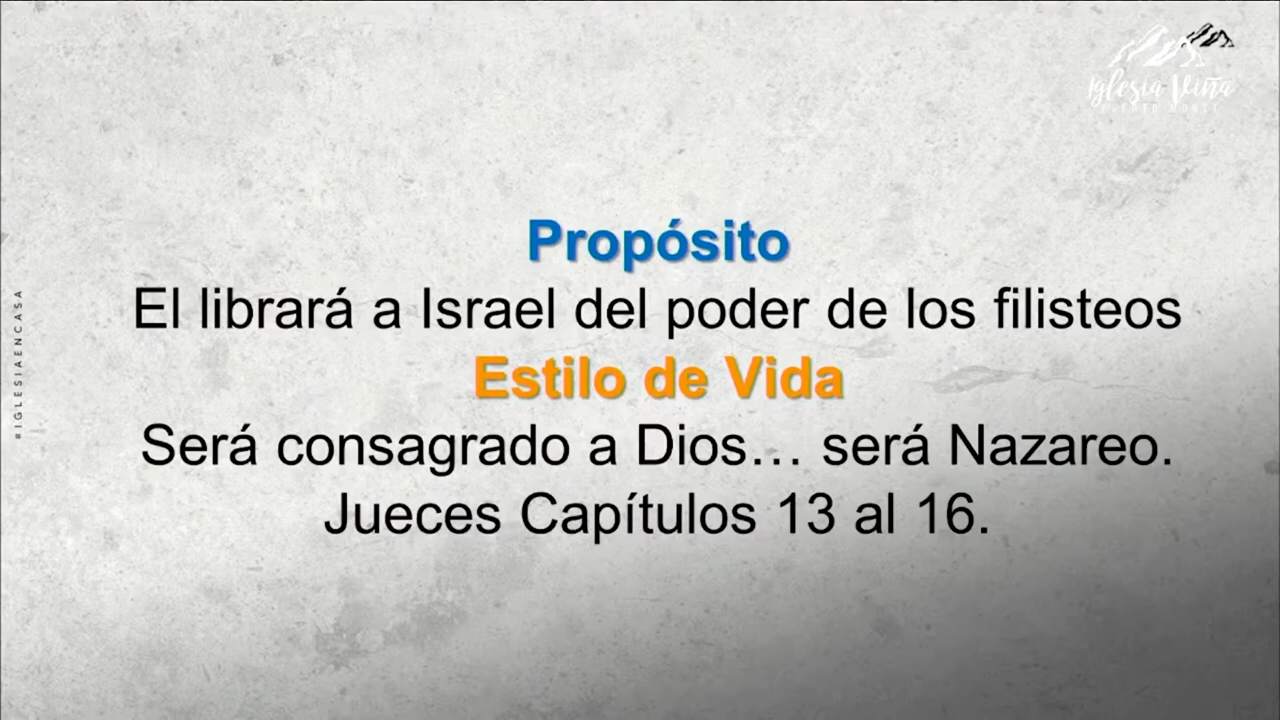 Iglesia Viña
Propósito
El librará a Israel del poder de los filisteos
Estilo de Vida
Será consagrado a Dios… será Nazareo.
Jueces Capítulos 13 al 16.
#IGLESIAENCASA